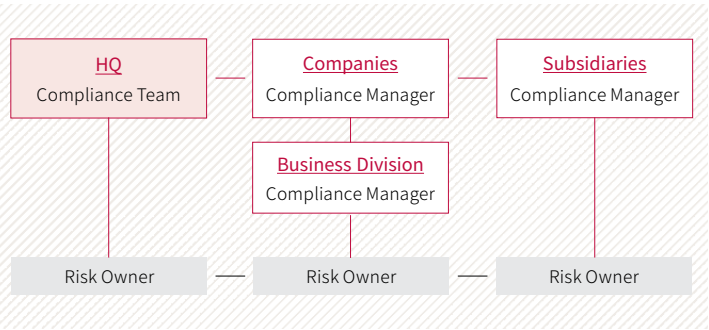 HQ
Compliance Team
Companies
Compliance Manager
Subsidiaries
Compliance Manager
Business Division
Compliance Manager
Risk Owner
Risk Owner
Risk Owner